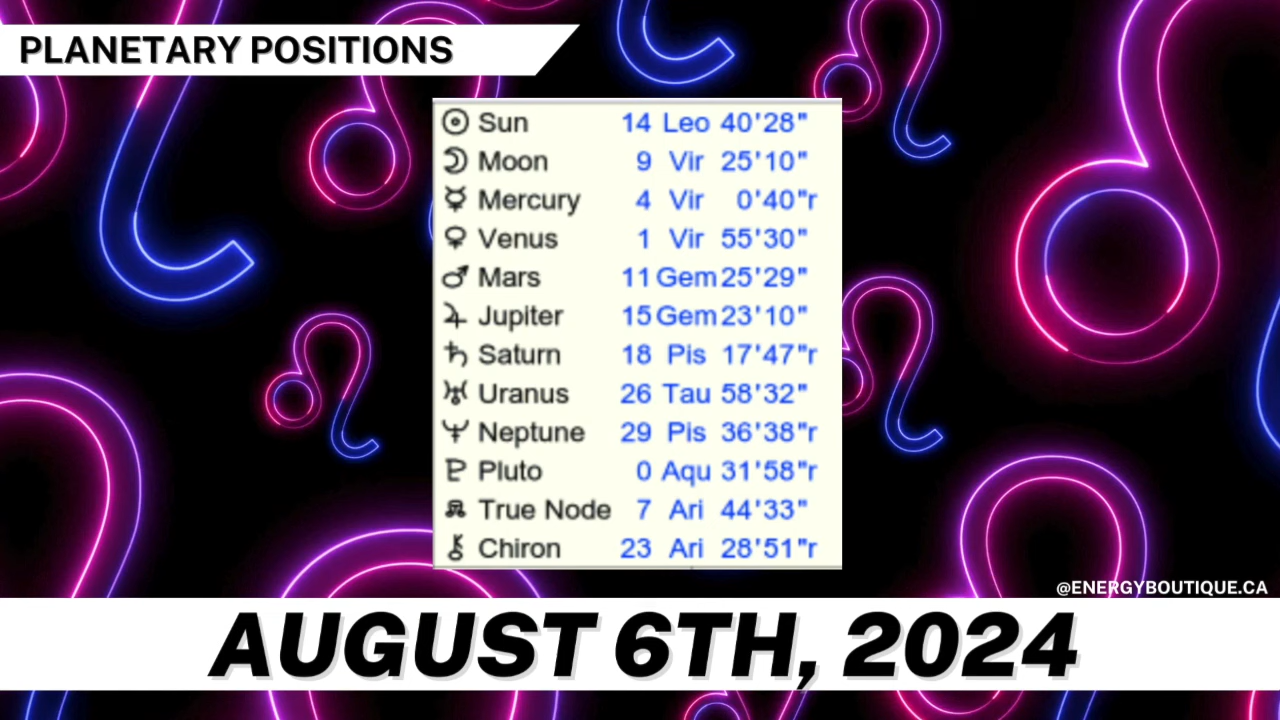 PLANETARY POSITIONS
Sun 14 Leo 40'28"
Moon 9 Vir 25'10"
Mercury 4 Vir 0'40"r
Venus 1 Vir 55'30"
Mars 11 Gem 25'29"
Jupiter 15 Gem 23'10"
Saturn 18 Pis 17'47"r
Uranus 26 Tau 58'32"
Neptune 29 Pis 36'38"r
Pluto 0 Aqu 31'58"r
True Node 7 Ari 44'33"
Chiron 23 Ari 28'51"r
@ENERGYBOUTIQUE.CA
AUGUST 6TH, 2024